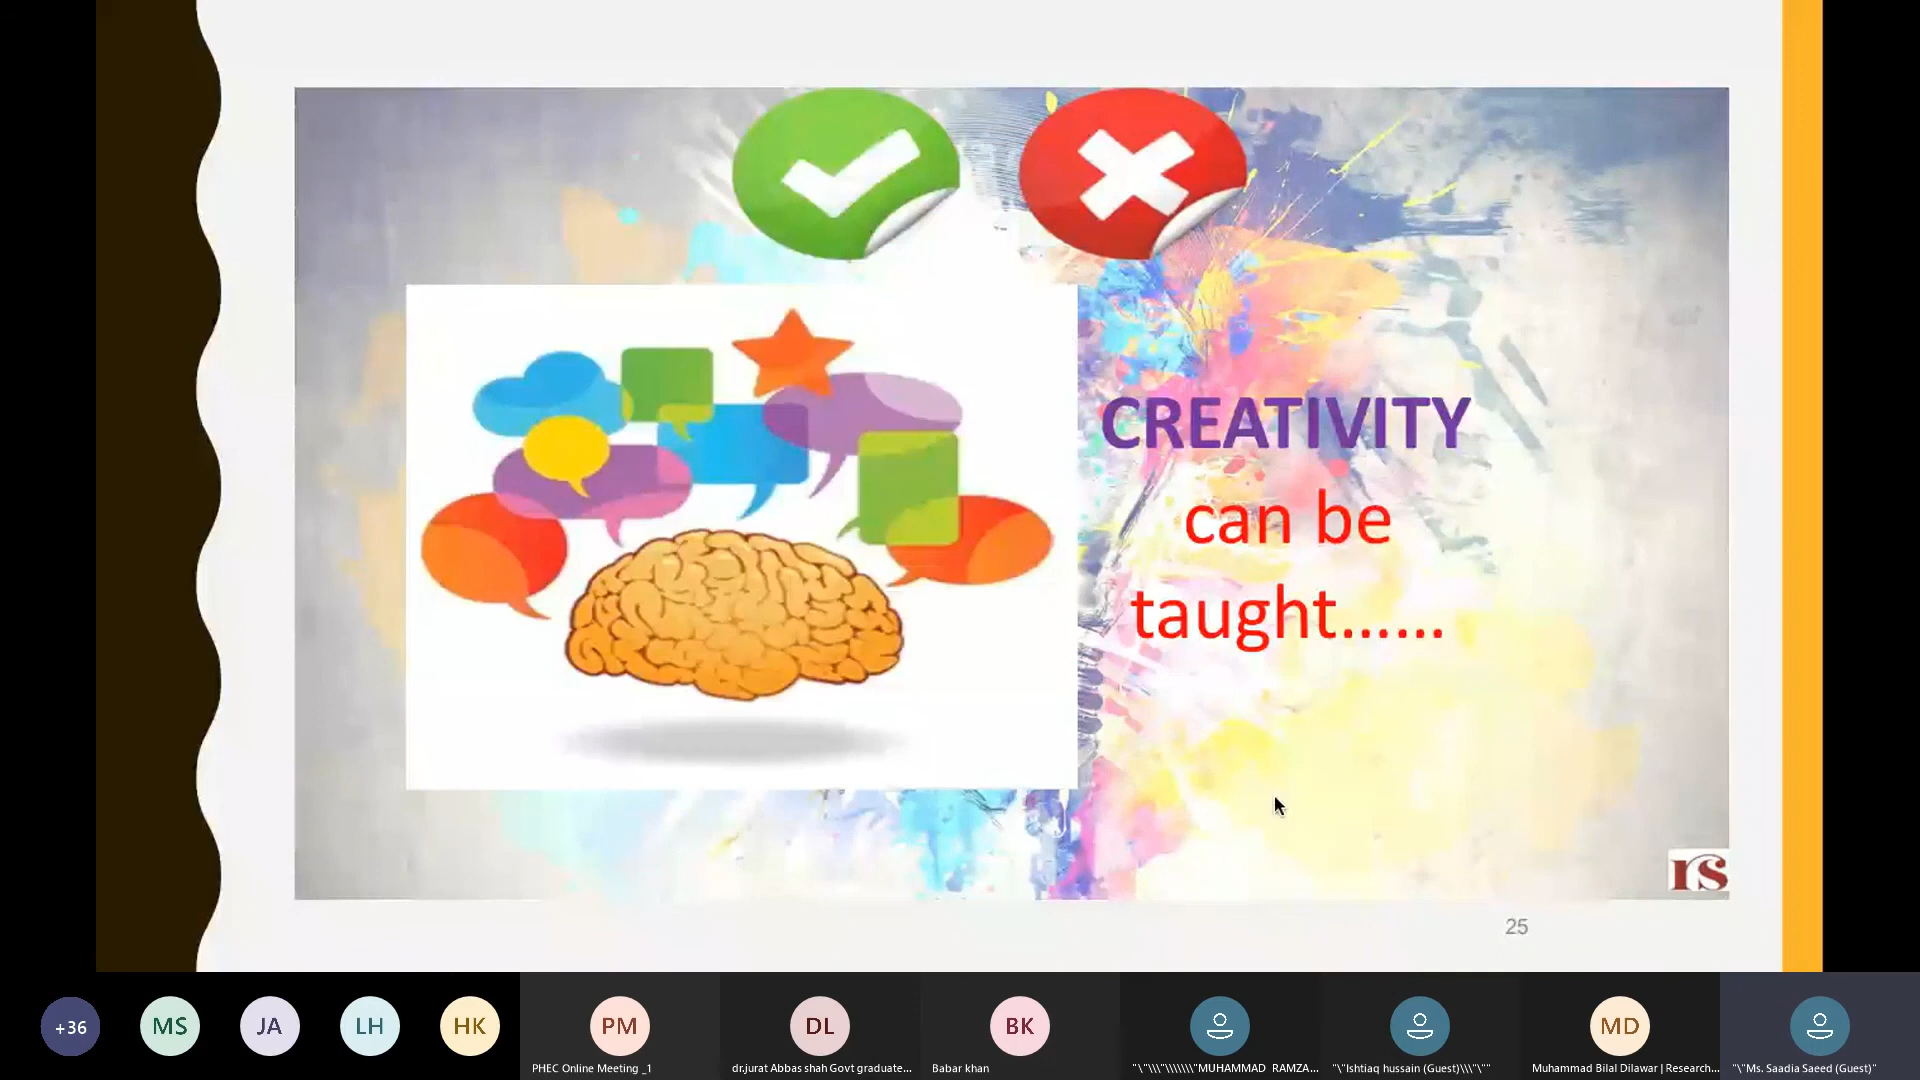 CREATIVITY
can be
taught......
rs
25
+36
MS
JA
LH
HK
PM
DL
BK
MD
PHEC Online Meeting _1
dr.jurat Abbas shah Govt graduate...
Babar khan
"\"\\\"\\\\\\\"MUHAMMAD RAMZA...
"\"Ishtiaq hussain (Guest)\\\"\""
Muhammad Bilal Dilawar | Research...
"\"Ms. Saadia Saeed (Guest)"